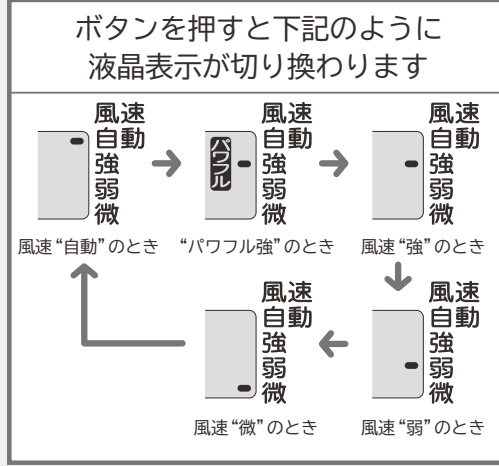 ボタンを押すと下記のように
液晶表示が切り換わります
風速
自動
強
弱
微
風速“自動”のとき
風速
自動
強
弱
微
パワフル
“パワフル強”のとき
風速
自動
強
弱
微
風速“強”のとき
風速
自動
強
弱
微
風速“弱”のとき
風速
自動
強
弱
微
風速“微”のとき